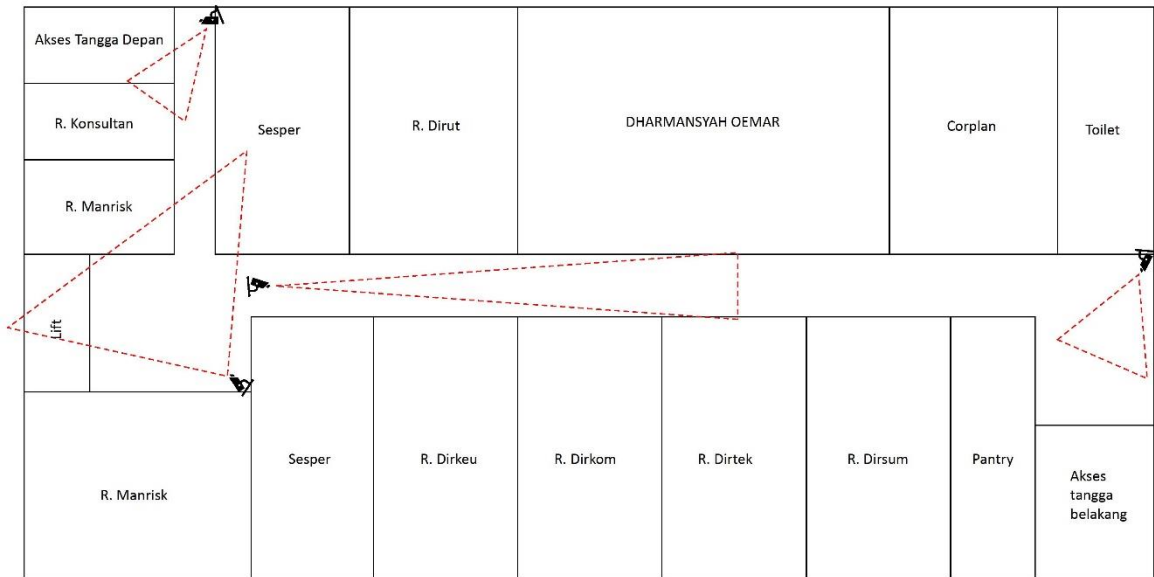 Akses Tangga Depan
R. Konsultan
R. Manrisk
Sesper
R. Dirut
DHARMANSYAH OEMAR
Corplan
Toilet
Lift
R. Manrisk
Sesper
R. Dirkeu
R. Dirkom
R. Dirtek
R. Dirsum
Pantry
Akses
tangga
belakang